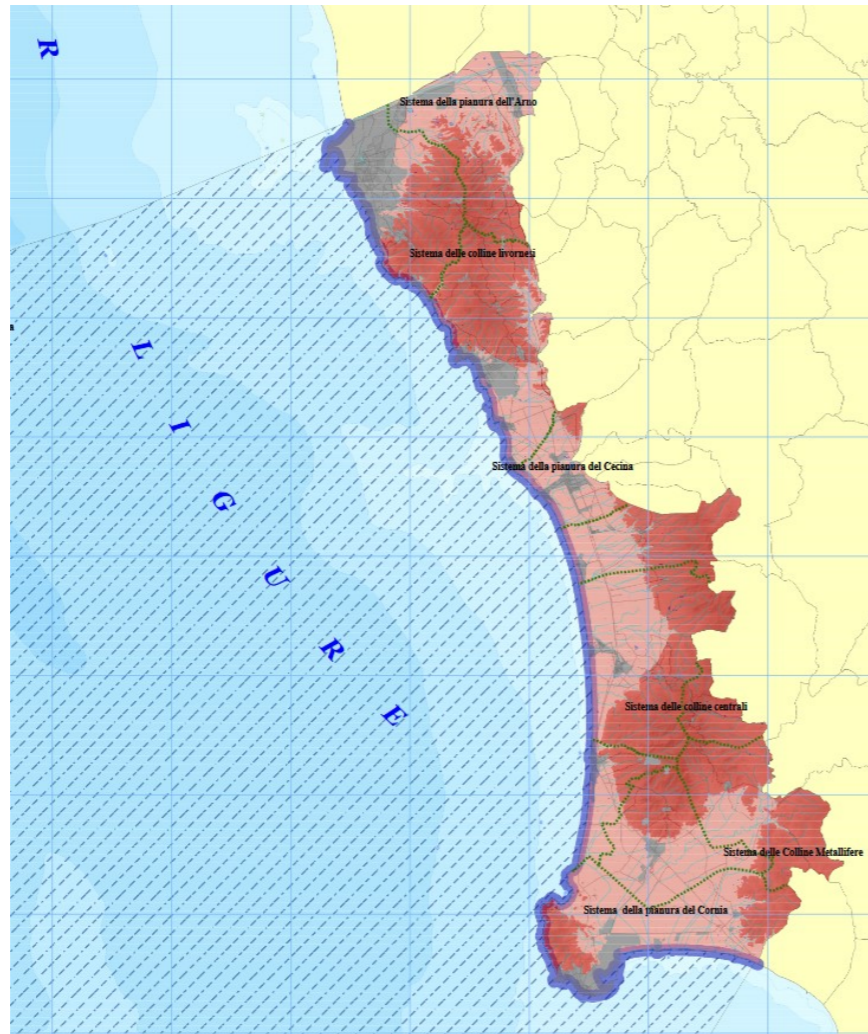 R
Sistema della pianura dell'Arno
Sistema delle colline livornesi
L I G U R E
Sistema della pianura del Cecina
Sistema delle colline centrali
Sistema delle Colline Metallifere
Sistema della pianura del Cornia